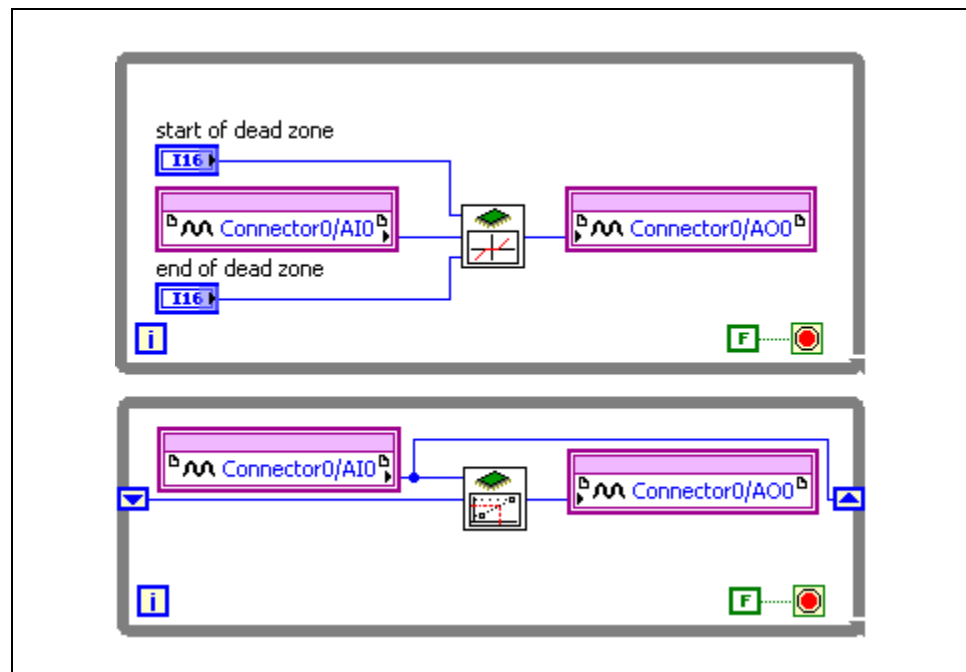 start of dead zone
I16
Connector0/AI0
Connector0/AO0
end of dead zone
I16
i
F
Connector0/AI0
Connector0/AO0
i
F